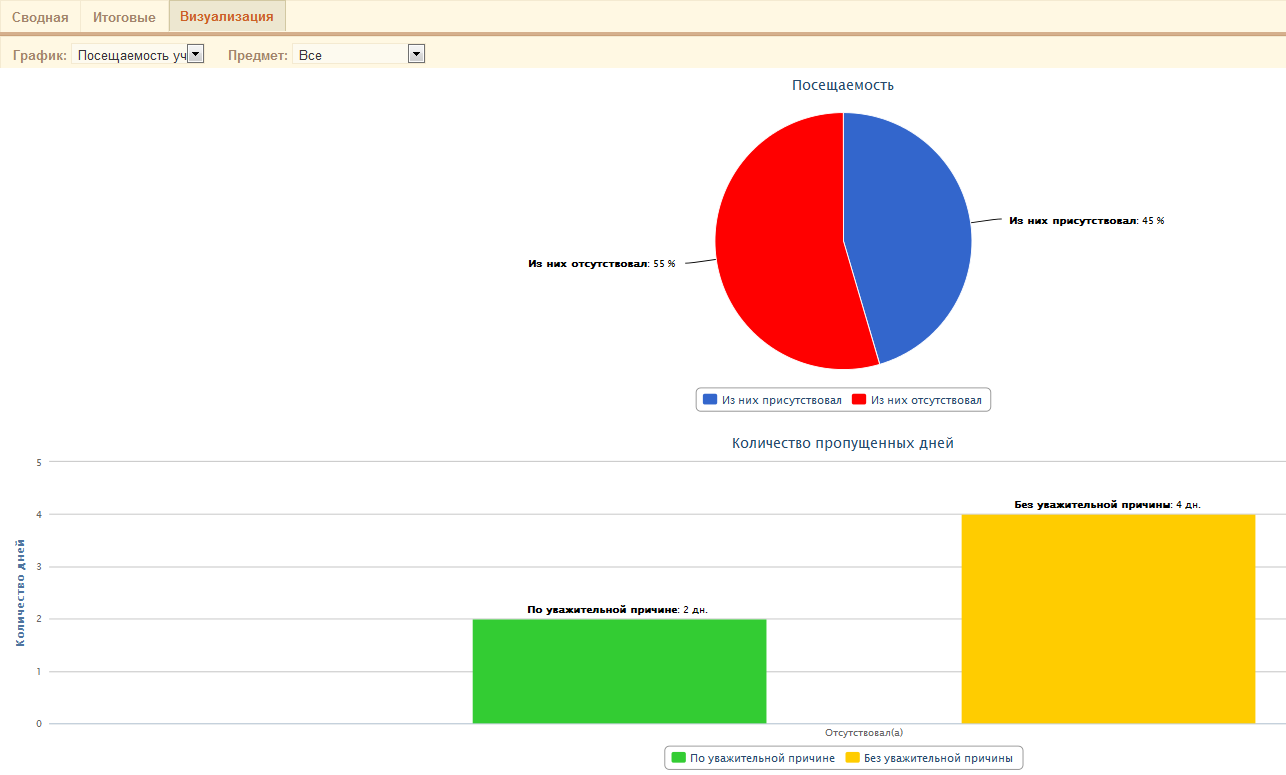 Сводная Итоговые Визуализация
График: Посещаемость уч Предмет: Все
Посещаемость
Из них присутствовал: 45 %
Из них отсутствовал: 55 %
Из них присутствовал Из них отсутствовал
Количество пропущенных дней
Количество дней
5
4
3
2
1
0
Без уважительной причины: 4 дн.
По уважительной причине: 2 дн.
Отсутствовал(а)
По уважительной причине Без уважительной причины